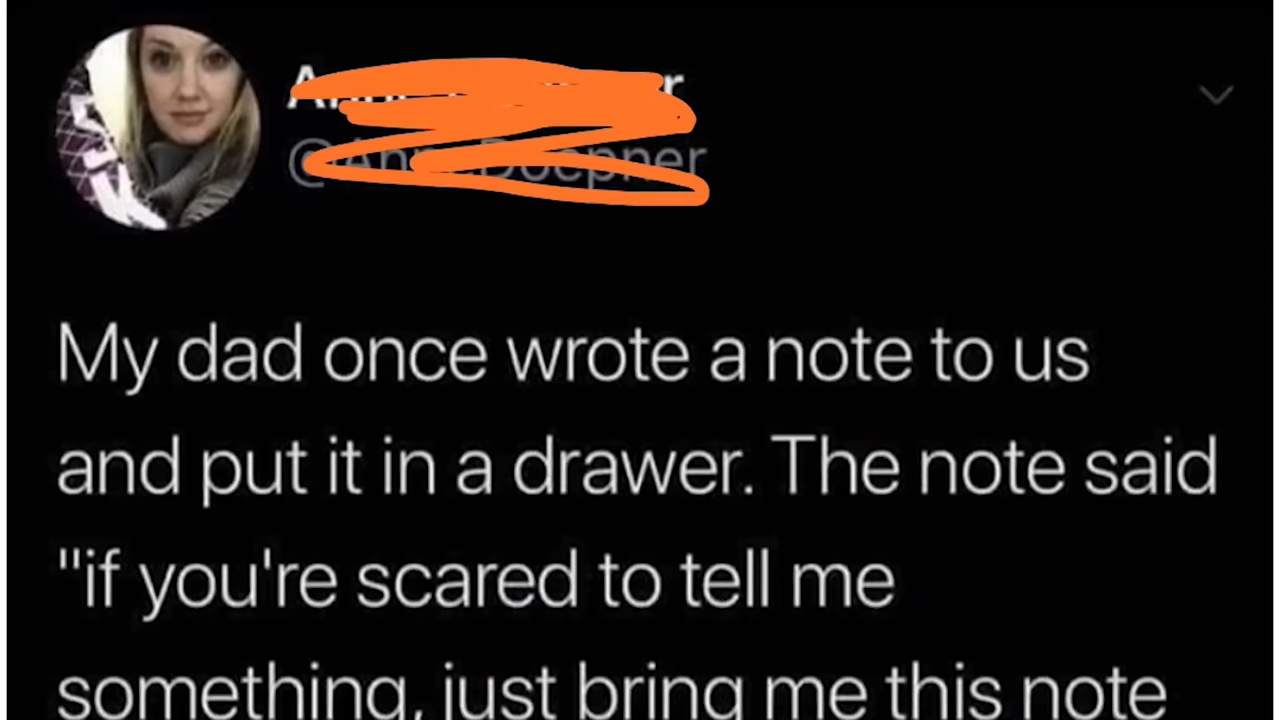 My dad once wrote a note to us
and put it in a drawer. The note said
"if you're scared to tell me
something, just bring me this note